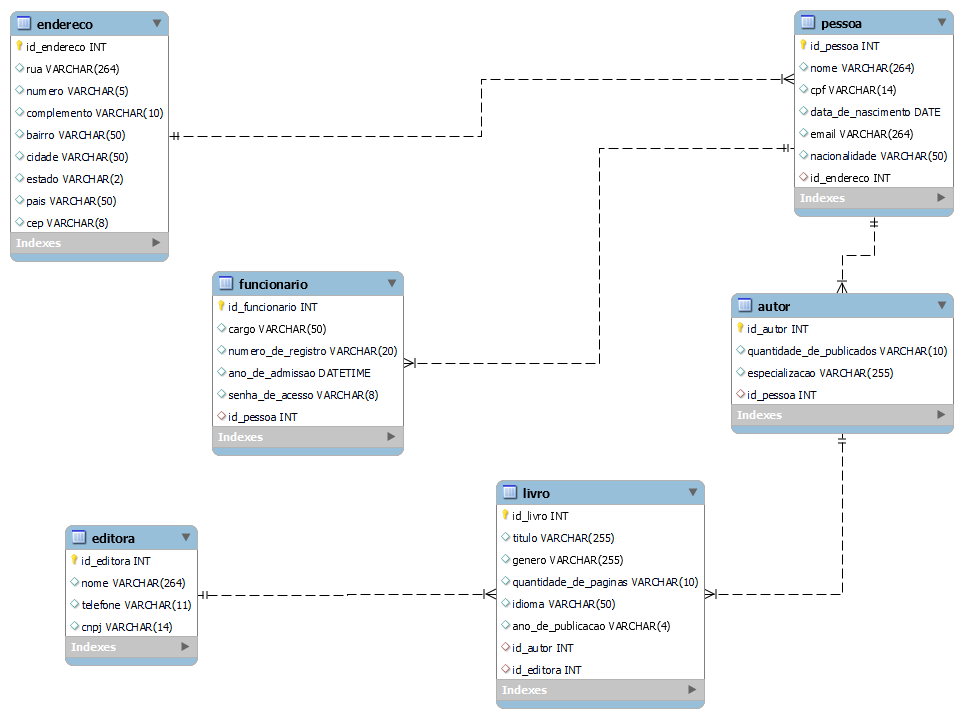 endereco
id_endereco INT
rua VARCHAR(264)
numero VARCHAR(5)
complemento VARCHAR(10)
bairro VARCHAR(50)
cidade VARCHAR(50)
estado VARCHAR(2)
pais VARCHAR(50)
cep VARCHAR(8)
Indexes
pessoa
id_pessoa INT
nome VARCHAR(264)
cpf VARCHAR(14)
data_de_nascimento DATE
email VARCHAR(264)
nacionalidade VARCHAR(50)
id_endereco INT
Indexes
funcionario
id_funcionario INT
cargo VARCHAR(50)
numero_de_registro VARCHAR(20)
ano_de_admissao DATETIME
senha_de_acesso VARCHAR(8)
id_pessoa INT
Indexes
autor
id_autor INT
quantidade_de_publicados VARCHAR(10)
especializacao VARCHAR(255)
id_pessoa INT
Indexes
editora
id_editora INT
nome VARCHAR(264)
telefone VARCHAR(11)
cnpj VARCHAR(14)
Indexes
livro
id_livro INT
titulo VARCHAR(255)
genero VARCHAR(255)
quantidade_de_paginas VARCHAR(10)
idioma VARCHAR(50)
ano_de_publicacao VARCHAR(4)
id_autor INT
id_editora INT
Indexes